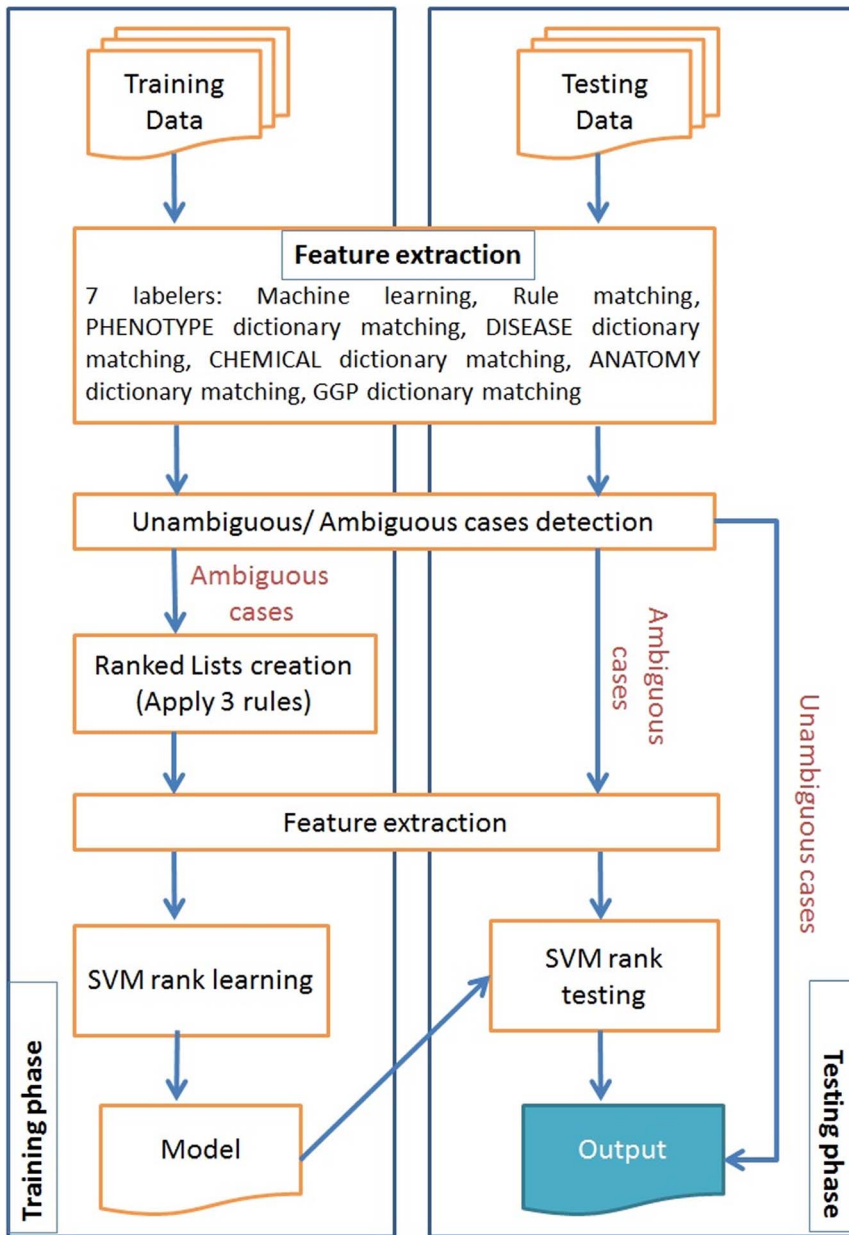 Training
Data
Testing
Data
Feature extraction
7 labelers: Machine learning, Rule matching,
PHENOTYPE dictionary matching, DISEASE dictionary
matching, CHEMICAL dictionary matching, ANATOMY
dictionary matching, GGP dictionary matching
Unambiguous/ Ambiguous cases detection
Ambiguous
cases
Ambiguous
cases
Unambiguous cases
Ranked Lists creation
(Apply 3 rules)
Feature extraction
SVM rank learning
SVM rank
testing
Model
Output
Training phase
Testing phase